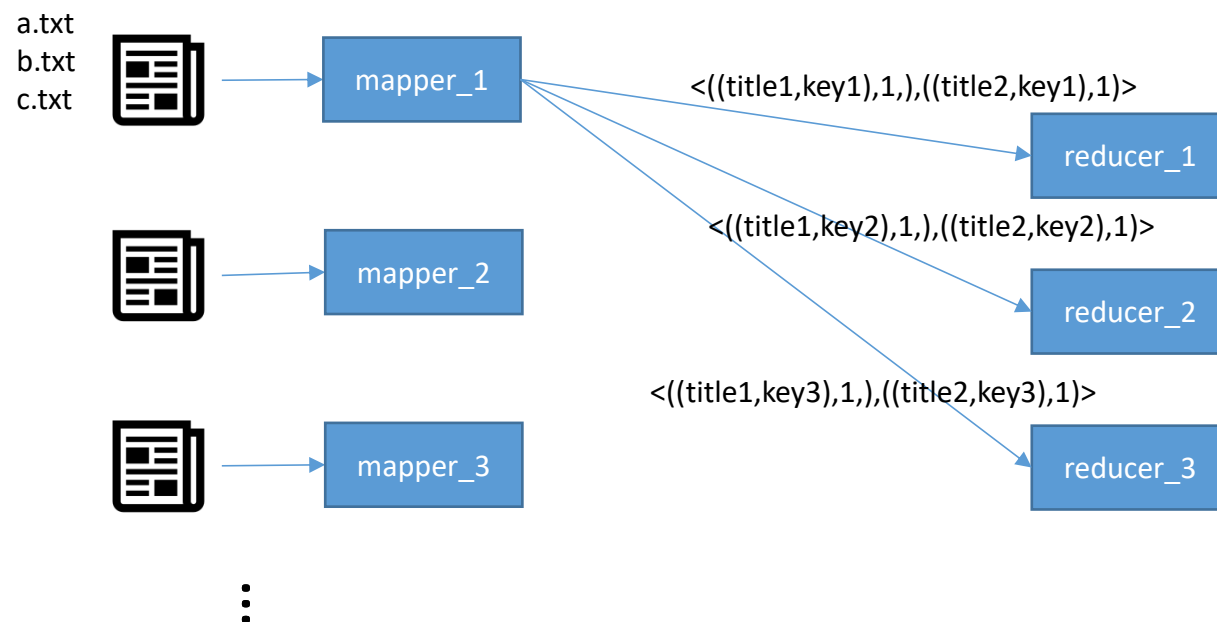 a.txt
b.txt
c.txt
mapper_1
<((title1,key1),1,),((title2,key1),1)>
reducer_1
<((title1,key2),1,),((title2,key2),1)>
mapper_2
reducer_2
<((title1,key3),1,),((title2,key3),1)>
mapper_3
reducer_3